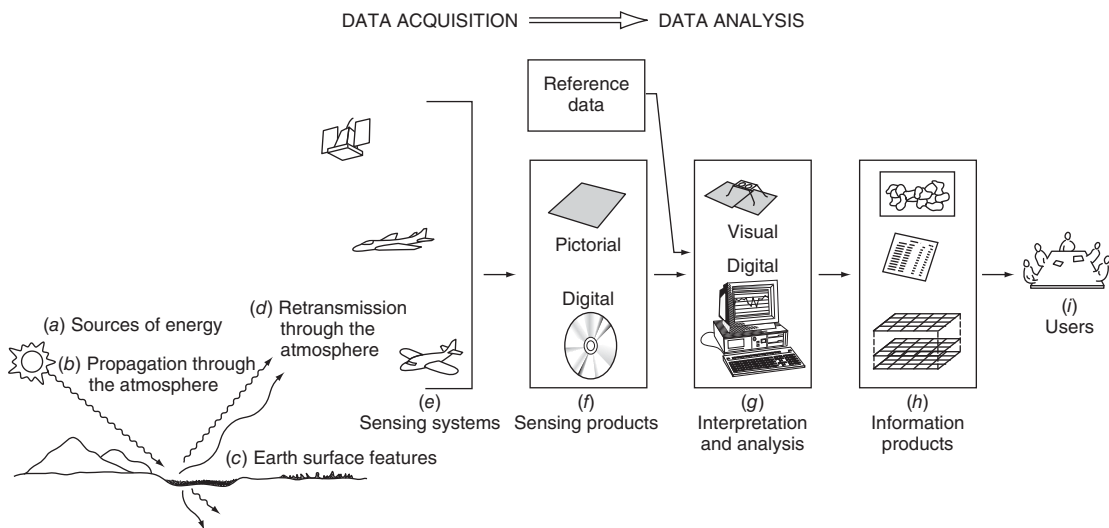 DATA ACQUISITION DATA ANALYSIS
Reference
data
Pictorial
Digital
Visual
Digital
(a) Sources of energy
(b) Propagation through
the atmosphere
(c) Earth surface features
(d) Retransmission
through the
atmosphere
(e)
Sensing systems
(f)
Sensing products
(g)
Interpretation
and analysis
(h)
Information
products
(i)
Users